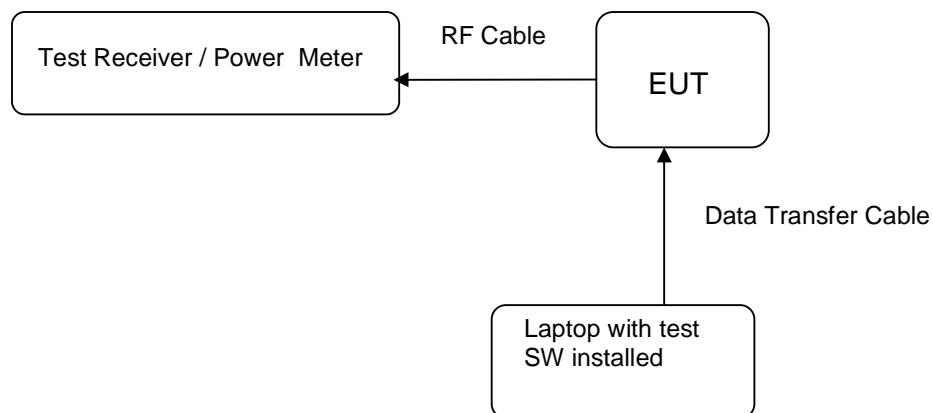 RF Cable
Test Receiver / Power Meter
EUT
Data Transfer Cable
Laptop with test
SW installed